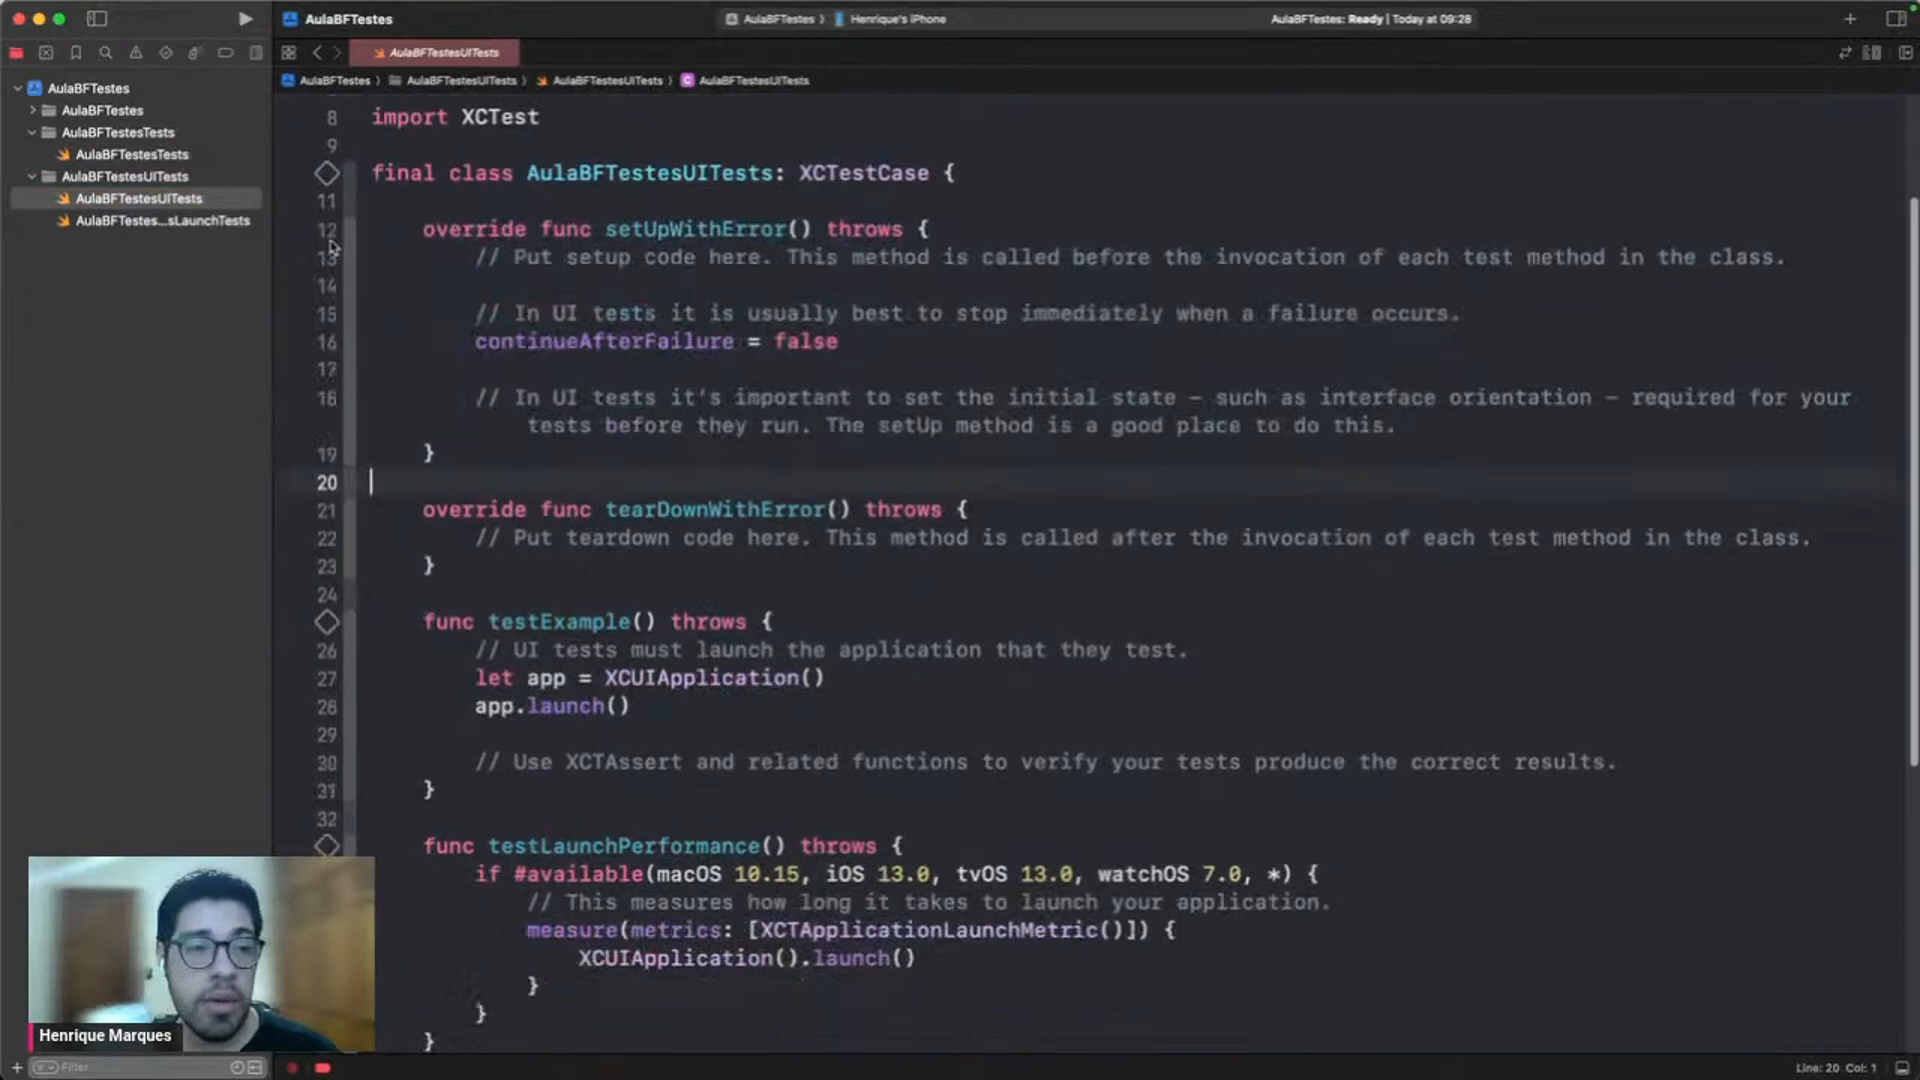 AulaBFTestes
AulaBFTestes
Henrique's iPhone
AulaBFTestes: Ready | Today at 09:28
AulaBFTestesUITests
AulaBFTestes
AulaBFTestesUITests
AulaBFTestesUITests
AulaBFTestesUITests
AulaBFTestes
AulaBFTestes
AulaBFTestesTests
AulaBFTestesTests
AulaBFTestesUITests
AulaBFTestesUITests
AulaBFTestes...sLaunchTests
8 import XCTest
9
final class AulaBFTestesUITests: XCTestCase {
11
12 override func setUpWithError() throws {
13 // Put setup code here. This method is called before the invocation of each test method in the class.
14
15 // In UI tests it is usually best to stop immediately when a failure occurs.
16 continueAfterFailure = false
17
18 // In UI tests it's important to set the initial state – such as interface orientation – required for your
tests before they run. The setUp method is a good place to do this.
19 }
20
21 override func tearDownWithError() throws {
22 // Put teardown code here. This method is called after the invocation of each test method in the class.
23 }
24
func testExample() throws {
26 // UI tests must launch the application that they test.
27 let app = XCUIApplication()
28 app.launch()
29
30 // Use XCTAssert and related functions to verify your tests produce the correct results.
31 }
32
func testLaunchPerformance() throws {
if #available(macOS 10.15, iOS 13.0, tvOS 13.0, watchOS 7.0, *) {
// This measures how long it takes to launch your application.
measure(metrics: [XCTApplicationLaunchMetric()]) {
XCUIApplication().launch()
}
}
}
Henrique Marques
Filter
Line: 20 Col: 1